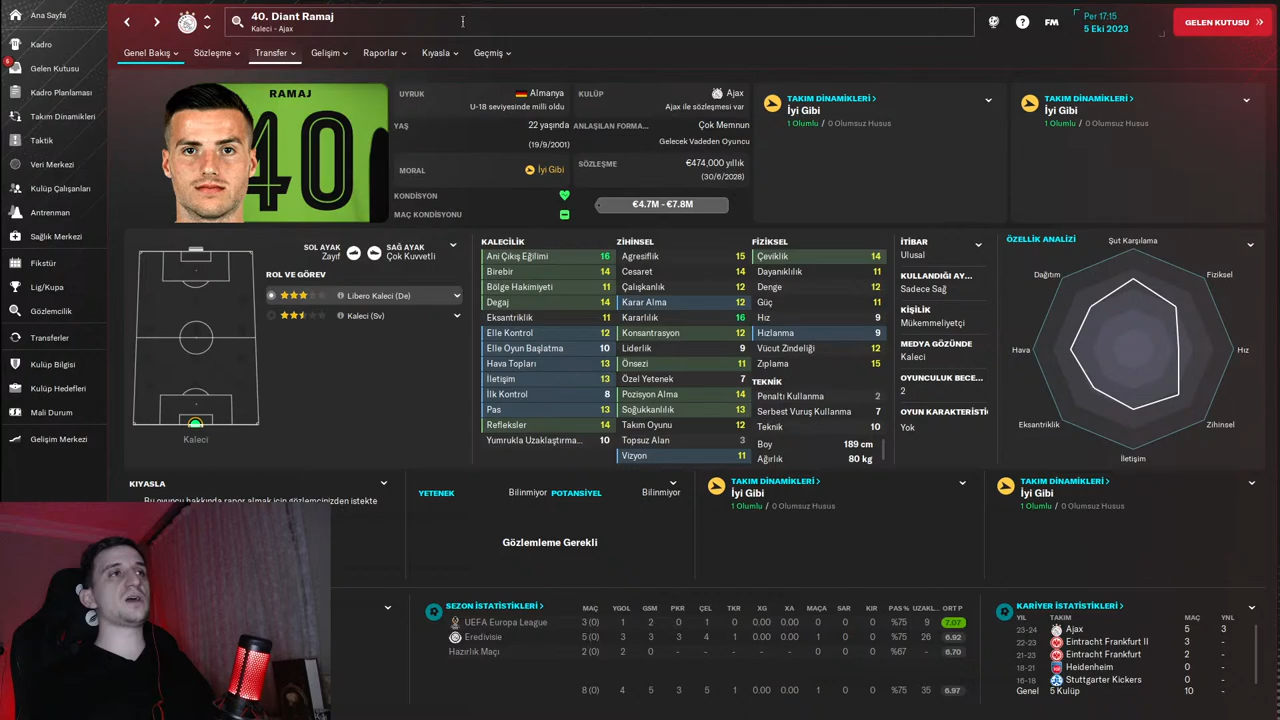 Ana Sayfa
Kadro
6
Gelen Kutusu
Kadro Planlaması
Takım Dinamikleri
Taktik
Veri Merkezi
Kulüp Çalışanları
Antrenman
Sağlık Merkezi
Fikstür
Lig/Kupa
Gözlemcilik
Transferler
Kulüp Bilgisi
Kulüp Hedefleri
Mali Durum
Gelişim Merkezi
40. Diant Ramaj
Kaleci - Ajax
FM
Per 17:15
5 Eki 2023
GELEN KUTUSU
Genel Bakış
Sözleşme
Transfer
Gelişim
Raporlar
Kıyasla
Geçmiş
RAMAJ
40
UYRUK
Almanya
U-18 seviyesinde milli oldu
YAŞ
22 yaşında
(19/9/2001)
MORAL
İyi Gibi
KONDİSYON
MAÇ KONDİSYONU
KULÜP
Ajax
Ajax ile sözleşmesi var
ANLAŞILAN FORMA...
Çok Memnun
Gelecek Vadeden Oyuncu
SÖZLEŞME
€474,000 yıllık
(30/6/2028)
€4.7M - €7.8M
TAKIM DİNAMİKLERİ
İyi Gibi
1 Olumlu / 0 Olumsuz Husus
TAKIM DİNAMİKLERİ
İyi Gibi
1 Olumlu / 0 Olumsuz Husus
SOL AYAK
Zayıf
SAĞ AYAK
Çok Kuvvetli
ROL VE GÖREV
Libero Kaleci (De)
Kaleci (Sv)
Kaleci
KALECİLİK
Ani Çıkış Eğilimi 16
Birebir 14
Bölge Hakimiyeti 11
Degaj 14
Eksantriklik 11
Elle Kontrol 12
Elle Oyun Başlatma 10
Hava Topları 13
İletişim 13
İlk Kontrol 8
Pas 13
Refleksler 14
Yumrukla Uzaklaştırma... 10
ZİHİNSEL
Agresiflik 15
Cesaret 14
Çalışkanlık 12
Karar Alma 12
Kararlılık 16
Konsantrasyon 12
Liderlik 9
Önsezi 11
Özel Yetenek 7
Pozisyon Alma 14
Soğukkanlılık 13
Takım Oyunu 12
Topsuz Alan 3
Vizyon 11
FİZİKSEL
Çeviklik 14
Dayanıklılık 11
Denge 12
Güç 11
Hız 9
Hızlanma 9
Vücut Zindeliği 12
Zıplama 15
TEKNİK
Penaltı Kullanma 2
Serbest Vuruş Kullanma 7
Teknik 10
Boy 189 cm
Ağırlık 80 kg
İTİBAR
Ulusal
KULLANDIĞI AY...
Sadece Sağ
KİŞİLİK
Mükemmeliyetçi
MEDYA GÖZÜNDE
Kaleci
OYUNCULUK BECE...
2
OYUN KARAKTERİSTİ
Yok
ÖZELLİK ANALİZİ
Şut Karşılama
Dağıtım
Fiziksel
Hava
Hız
Eksantriklik
Zihinsel
İletişim
KIYASLA
Bu oyuncu hakkında rapor almak için gözlemcinizden istekte
YETENEK
Bilinmiyor
POTANSİYEL
Bilinmiyor
Gözlemleme Gerekli
TAKIM DİNAMİKLERİ
İyi Gibi
1 Olumlu / 0 Olumsuz Husus
TAKIM DİNAMİKLERİ
İyi Gibi
1 Olumlu / 0 Olumsuz Husus
SEZON İSTATİSTİKLERİ MAÇ YGOL GSM PKR ÇEL TKR XG XA MAÇA SAR KIR PAS % UZAKL... ORT P
UEFA Europa League 3 (0) 1 2 0 1 0 0.00 0.00 0 0 0 %75 9 7.07
Eredivisie 5 (0) 3 3 3 4 1 0.00 0.00 1 0 0 %75 26 6.92
Hazırlık Maçı 2 (0) 2 0 - - - - - 0 0 0 %67 - 6.70
8 (0) 4 5 3 5 1 0.00 0.00 1 0 0 %75 35 6.97
KARİYER İSTATİSTİKLERİ
YIL TAKIM MAÇ YNL
23-24 Ajax 5 3
22-23 Eintracht Frankfurt II 3 -
21-23 Eintracht Frankfurt 2 -
18-21 Heidenheim 0 -
16-18 Stuttgarter Kickers 0 -
Genel 5 Kulüp 10 -